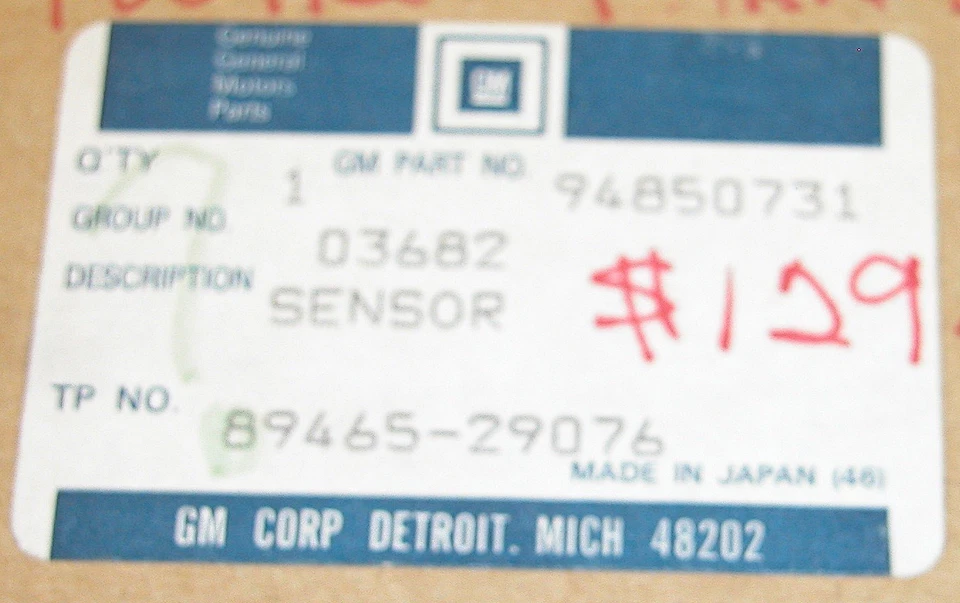 Genuine
General
Motors
Parts
GM
Q'TY 1 GM PART NO. 94850731
GROUP NO. 03682
DESCRIPTION SENSOR $129
TP NO. 89465-29076
MADE IN JAPAN (46)
GM CORP DETROIT. MICH 48202